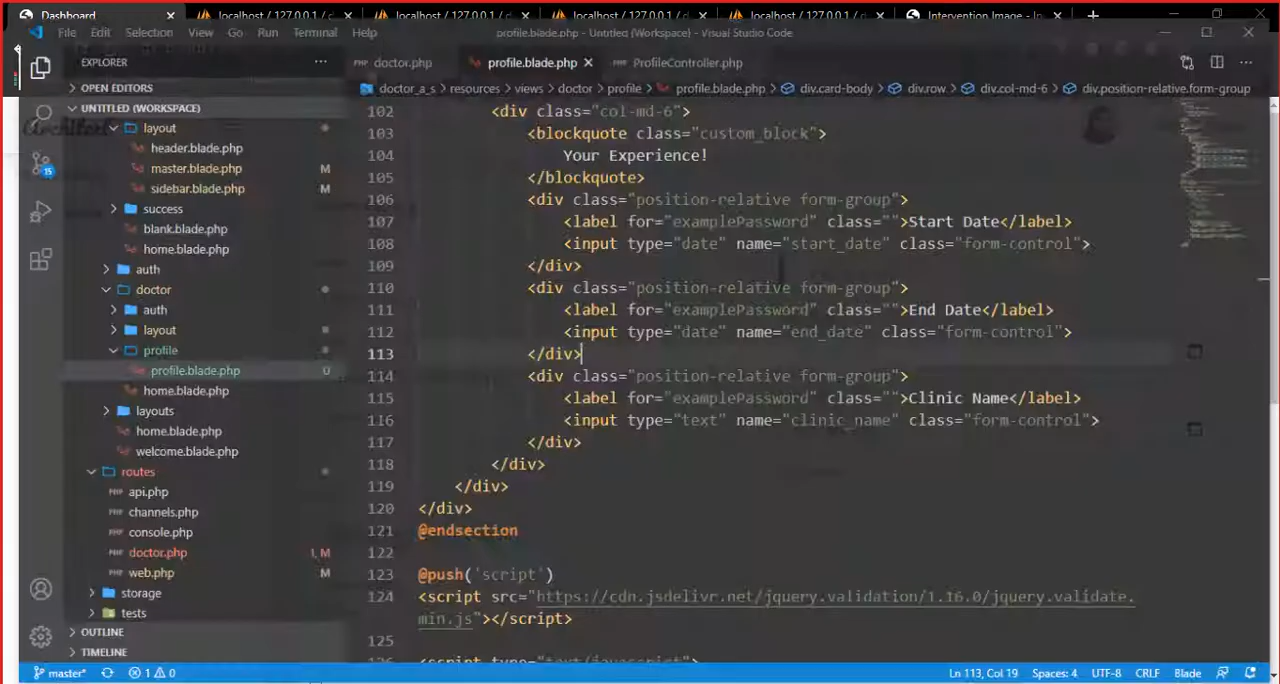 Dashboard
localhost / 127.0.0.1 / d
localhost / 127.0.0.1 / c
localhost / 127.0.0.1 / d
localhost / 127.0.0.1 / c
Intervention Image - In
File Edit Selection View Go Run Terminal Help
profile.blade.php - Untitled (Workspace) - Visual Studio Code
EXPLORER
doctor.php
profile.blade.php
ProfileController.php
OPEN EDITORS
doctor_a_s > resources > views > doctor > profile > profile.blade.php > div.card-body > div.row > div.col-md-6 > div.position-relative.form-group
UNTITLED (WORKSPACE)
layout
header.blade.php
master.blade.php M
sidebar.blade.php M
success
blank.blade.php
home.blade.php
auth
doctor
auth
layout
profile
profile.blade.php U
home.blade.php
layouts
home.blade.php
welcome.blade.php
routes
api.php
channels.php
console.php
doctor.php 1, M
web.php M
storage
tests
OUTLINE
TIMELINE
15
102 <div class="col-md-6">
103 <blockquote class="custom_block">
104 Your Experience!
105 </blockquote>
106 <div class="position-relative form-group">
107 <label for="examplePassword" class="">Start Date</label>
108 <input type="date" name="start_date" class="form-control">
109 </div>
110 <div class="position-relative form-group">
111 <label for="examplePassword" class="">End Date</label>
112 <input type="date" name="end_date" class="form-control">
113 </div>
114 <div class="position-relative form-group">
115 <label for="examplePassword" class="">Clinic Name</label>
116 <input type="text" name="clinic_name" class="form-control">
117 </div>
118 </div>
119 </div>
120 </div>
121 @endsection
122
123 @push('script')
124 <script src="https://cdn.jsdelivr.net/jquery.validation/1.16.0/jquery.validate.
min.js"></script>
125
126 <script type="text/javascript">
master* 1 0
Ln 113, Col 19 Spaces: 4 UTF-8 CRLF Blade